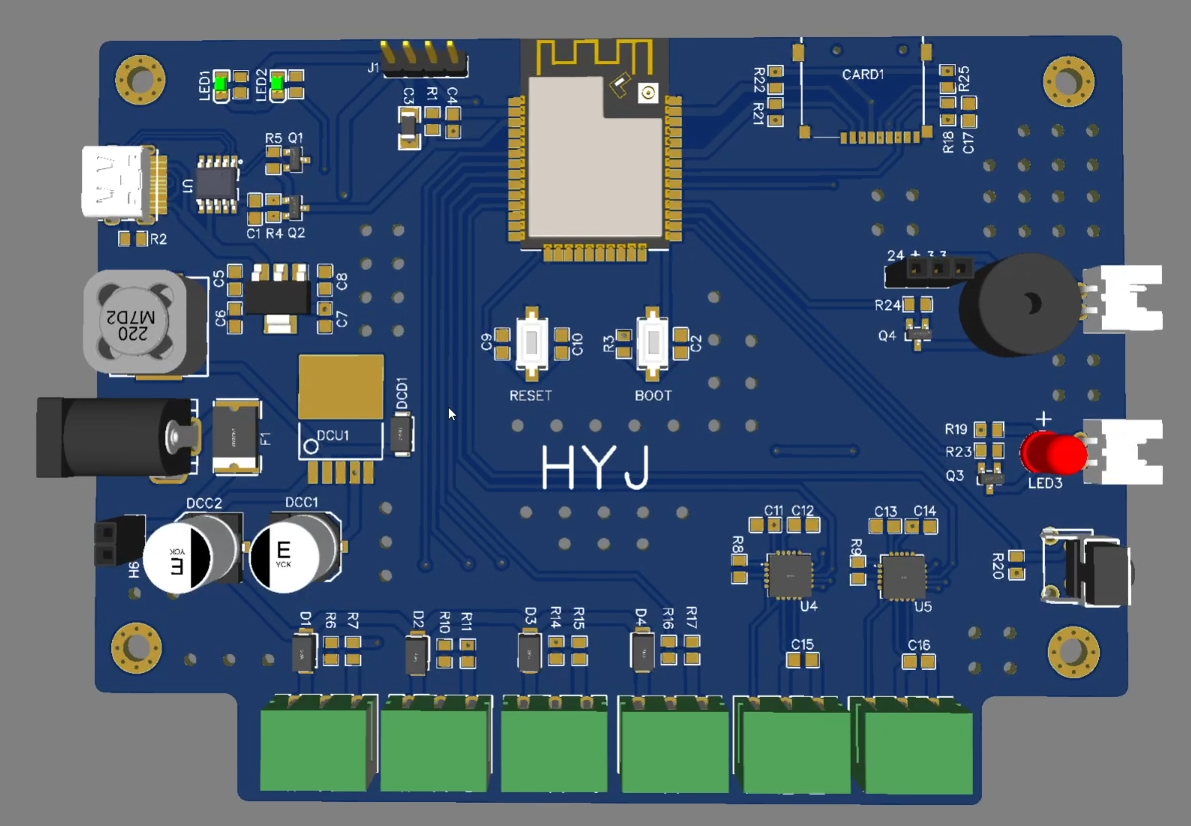 LED1
LED2
J1
C3
R1
C4
R22
R21
CARD1
R25
R18
C17
R5
Q1
U1
C1
R4
Q2
R2
C5
C6
C8
C7
220
M7D2
24 + 3.3
R24
Q4
C9
C10
R3
C2
RESET
BOOT
DCD1
DCU1
F1
HYJ
R19
R23
Q3
+
LED3
DCC2
DCC1
E
YCK
E
YCK
H6
C11
C12
C13
C14
R8
R9
U4
U5
R20
D1
R6
R7
D2
R10
R11
D3
R14
R15
D4
R16
R17
C15
C16